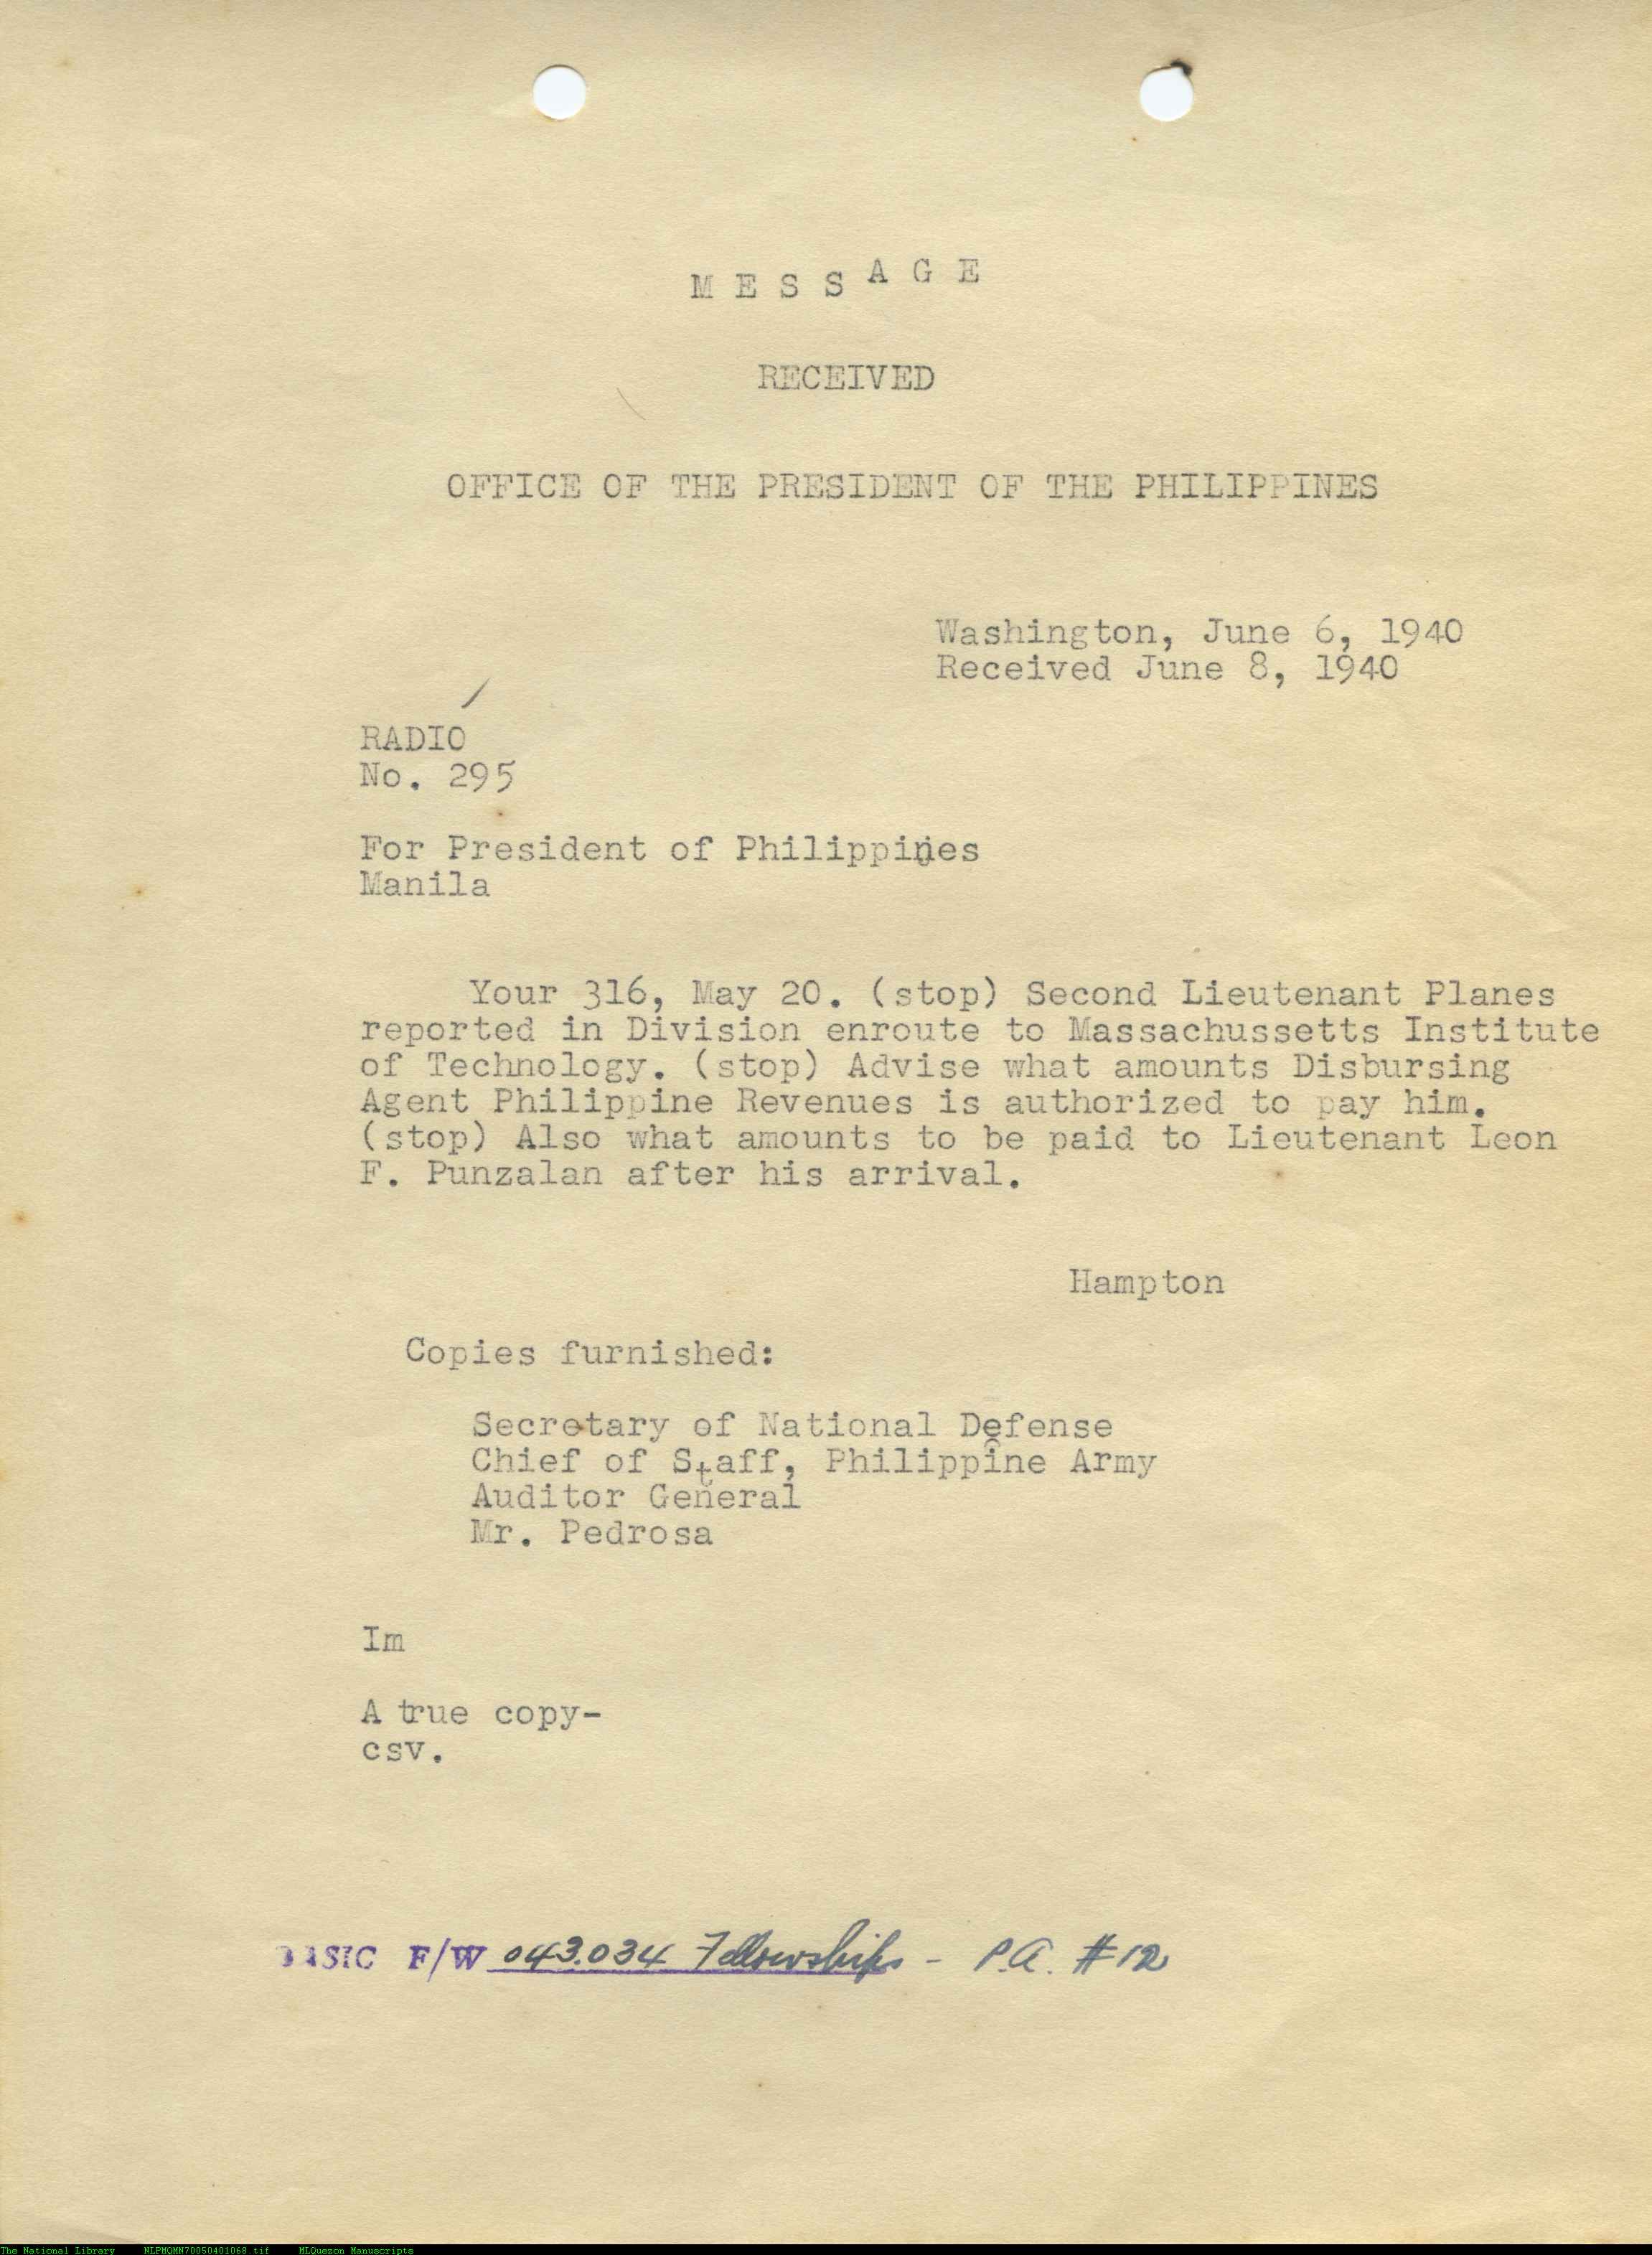 M E S S A G E
RECEIVED
OFFICE OF THE PRESIDENT OF THE PHILIPPINES
Washington, June 6, 1940
Received June 8, 1940
RADIO
No. 295
For President of Philippines
Manila
Your 316, May 20. (stop) Second Lieutenant Planes
reported in Division enroute to Massachussetts Institute
of Technology. (stop) Advise what amounts Disbursing
Agent Philippine Revenues is authorized to pay him.
(stop) Also what amounts to be paid to Lieutenant Leon
F. Punzalan after his arrival.
Hampton
Copies furnished:
Secretary of National Defense
Chief of Staff, Philippine Army
Auditor General
Mr. Pedrosa
Im
A true copy-
csv.
BASIC F/W 043.034 Fellowships - P.A. #12
The National Library NLPMQMN70050401068.tif MLQuezon Manuscripts